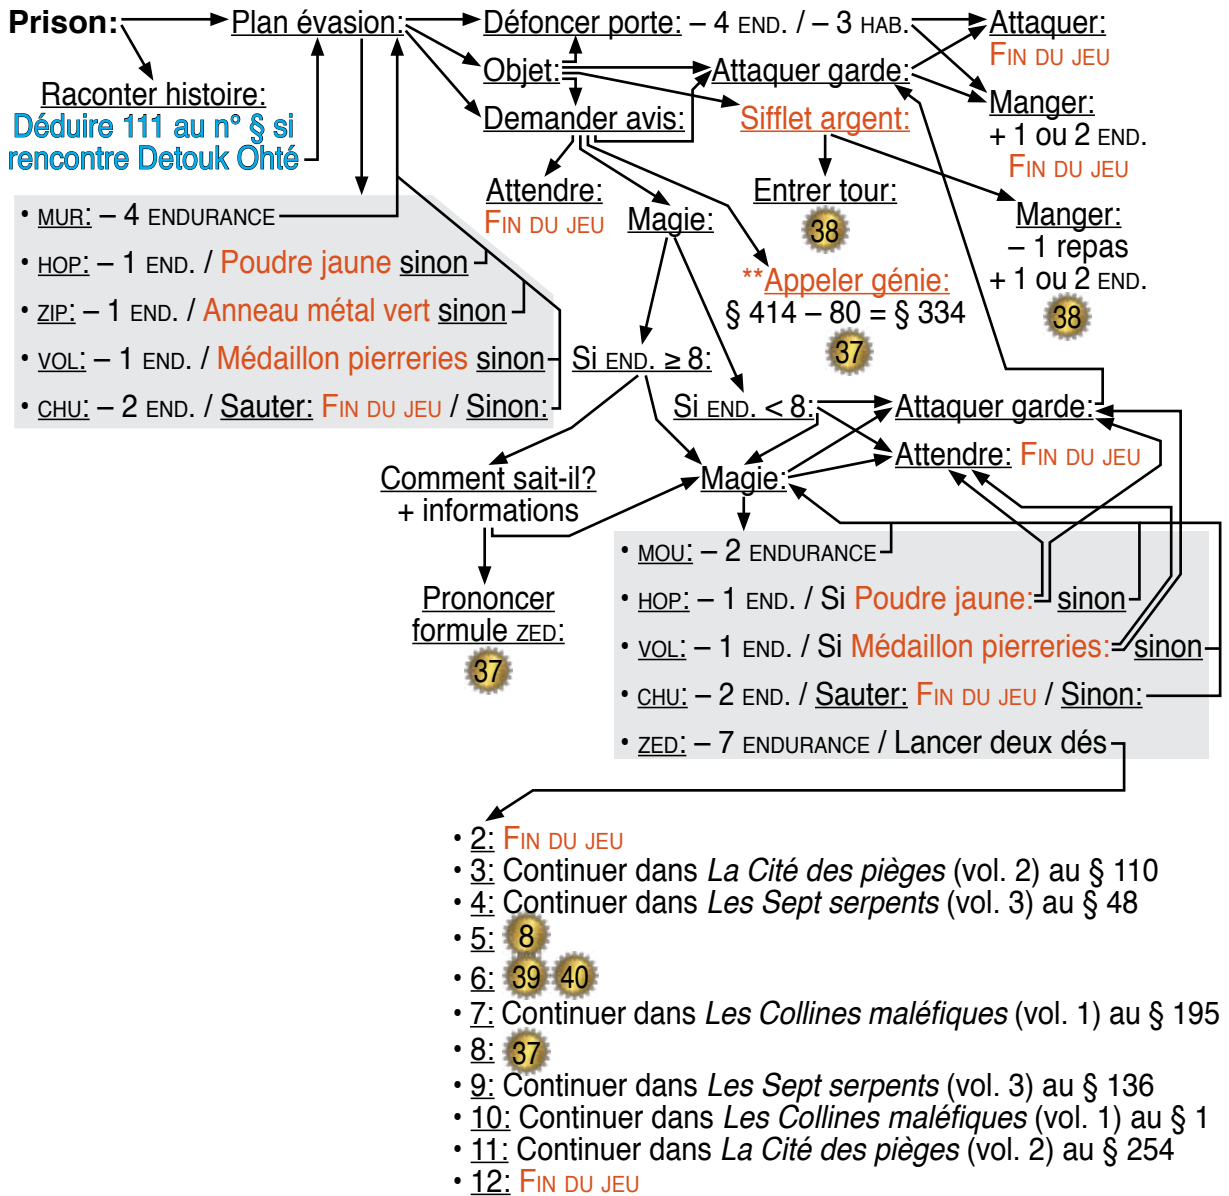 Prison:
Plan évasion:
Défoncer porte: – 4 END. / – 3 HAB.
Attaquer:
FIN DU JEU
Objet:
Attaquer garde:
Raconter histoire:
Déduire 111 au n° § si
rencontre Detouk Ohté
Demander avis:
Sifflet argent:
Manger:
+ 1 ou 2 END.
FIN DU JEU
Attendre:
FIN DU JEU
Magie:
Entrer tour:
38
Manger:
– 1 repas
+ 1 ou 2 END.
38
• MUR: – 4 ENDURANCE
• HOP: – 1 END. / Poudre jaune sinon
• ZIP: – 1 END. / Anneau métal vert sinon
• VOL: – 1 END. / Médaillon pierreries sinon
• CHU: – 2 END. / Sauter: FIN DU JEU / Sinon:
**Appeler génie:
§ 414 – 80 = § 334
37
Si END. ≥ 8:
Si END. < 8:
Attaquer garde:
Attendre: FIN DU JEU
Comment sait-il?
+ informations
Magie:
Prononcer
formule ZED:
37
• MOU: – 2 ENDURANCE
• HOP: – 1 END. / Si Poudre jaune: sinon
• VOL: – 1 END. / Si Médaillon pierreries: sinon
• CHU: – 2 END. / Sauter: FIN DU JEU / Sinon:
• ZED: – 7 ENDURANCE / Lancer deux dés
• 2: FIN DU JEU
• 3: Continuer dans La Cité des pièges (vol. 2) au § 110
• 4: Continuer dans Les Sept serpents (vol. 3) au § 48
• 5: 8
• 6: 39 40
• 7: Continuer dans Les Collines maléfiques (vol. 1) au § 195
• 8: 37
• 9: Continuer dans Les Sept serpents (vol. 3) au § 136
• 10: Continuer dans Les Collines maléfiques (vol. 1) au § 1
• 11: Continuer dans La Cité des pièges (vol. 2) au § 254
• 12: FIN DU JEU